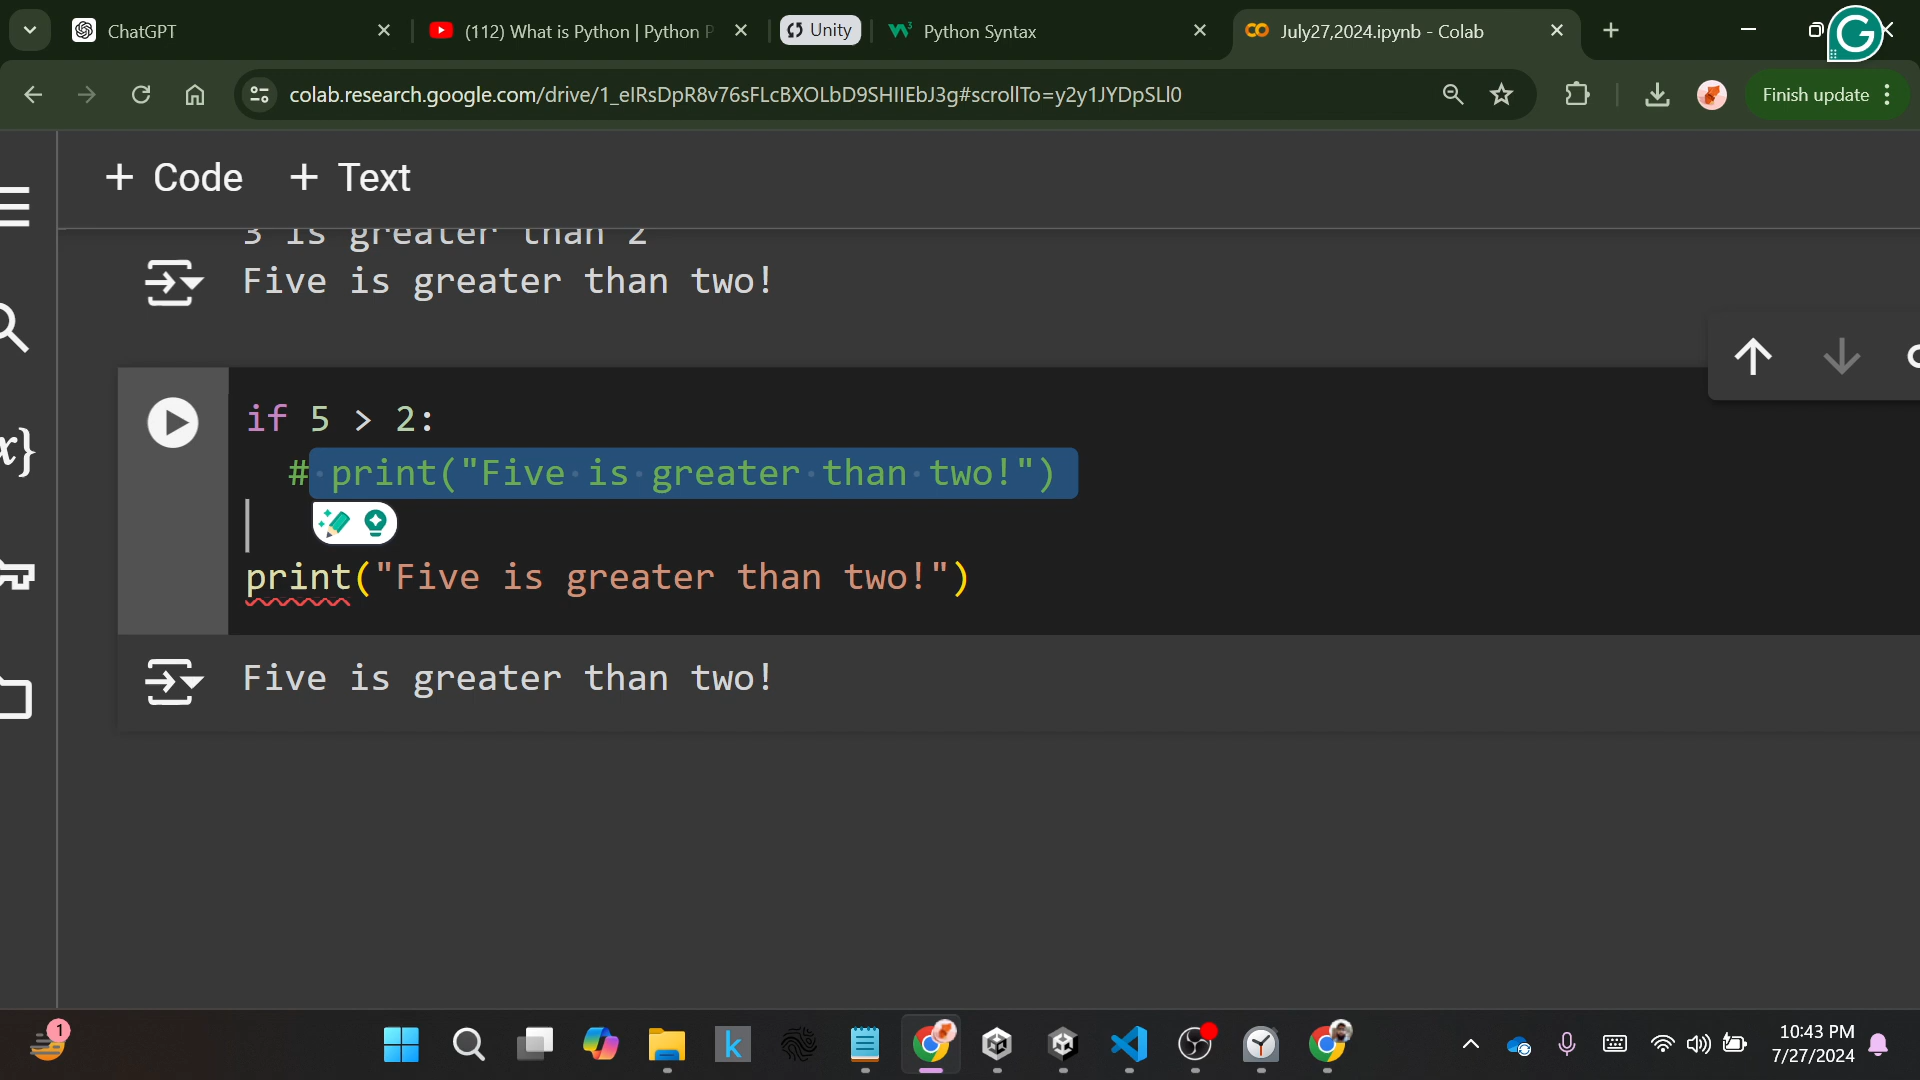 ChatGPT
(112) What is Python | Python P
Unity
Python Syntax
July27,2024.ipynb - Colab
colab.research.google.com/drive/1_eIRsDpR8v76sFLcBXOLbD9SHIIEbJ3g#scrollTo=y2y1JYDpSLl0
Finish update
+ Code + Text
3 is greater than 2
Five is greater than two!
{x}
if 5 > 2:
# print("Five is greater than two!")
print("Five is greater than two!")
Five is greater than two!
1
k
10:43 PM
7/27/2024